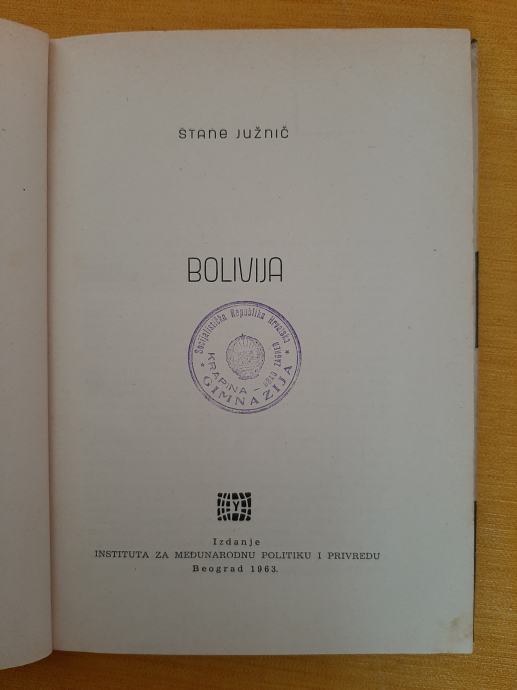 STANE JUŽNIČ
BOLIVIJA
Socijalistička Republika Hrvatska
KRAPINA
GIMNAZIJA
Izdanje
INSTITUTA ZA MEĐUNARODNU POLITIKU I PRIVREDU
Beograd 1963.